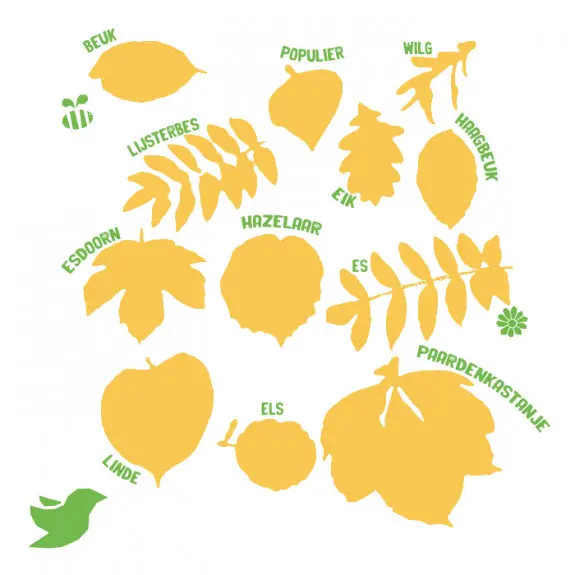 BEUK
POPULIER
WILG
LIJSTERBES
HAAGBEUK
EIK
ESDOORN
HAZELAAR
ES
PAARDENKASTANJE
ELS
LINDE